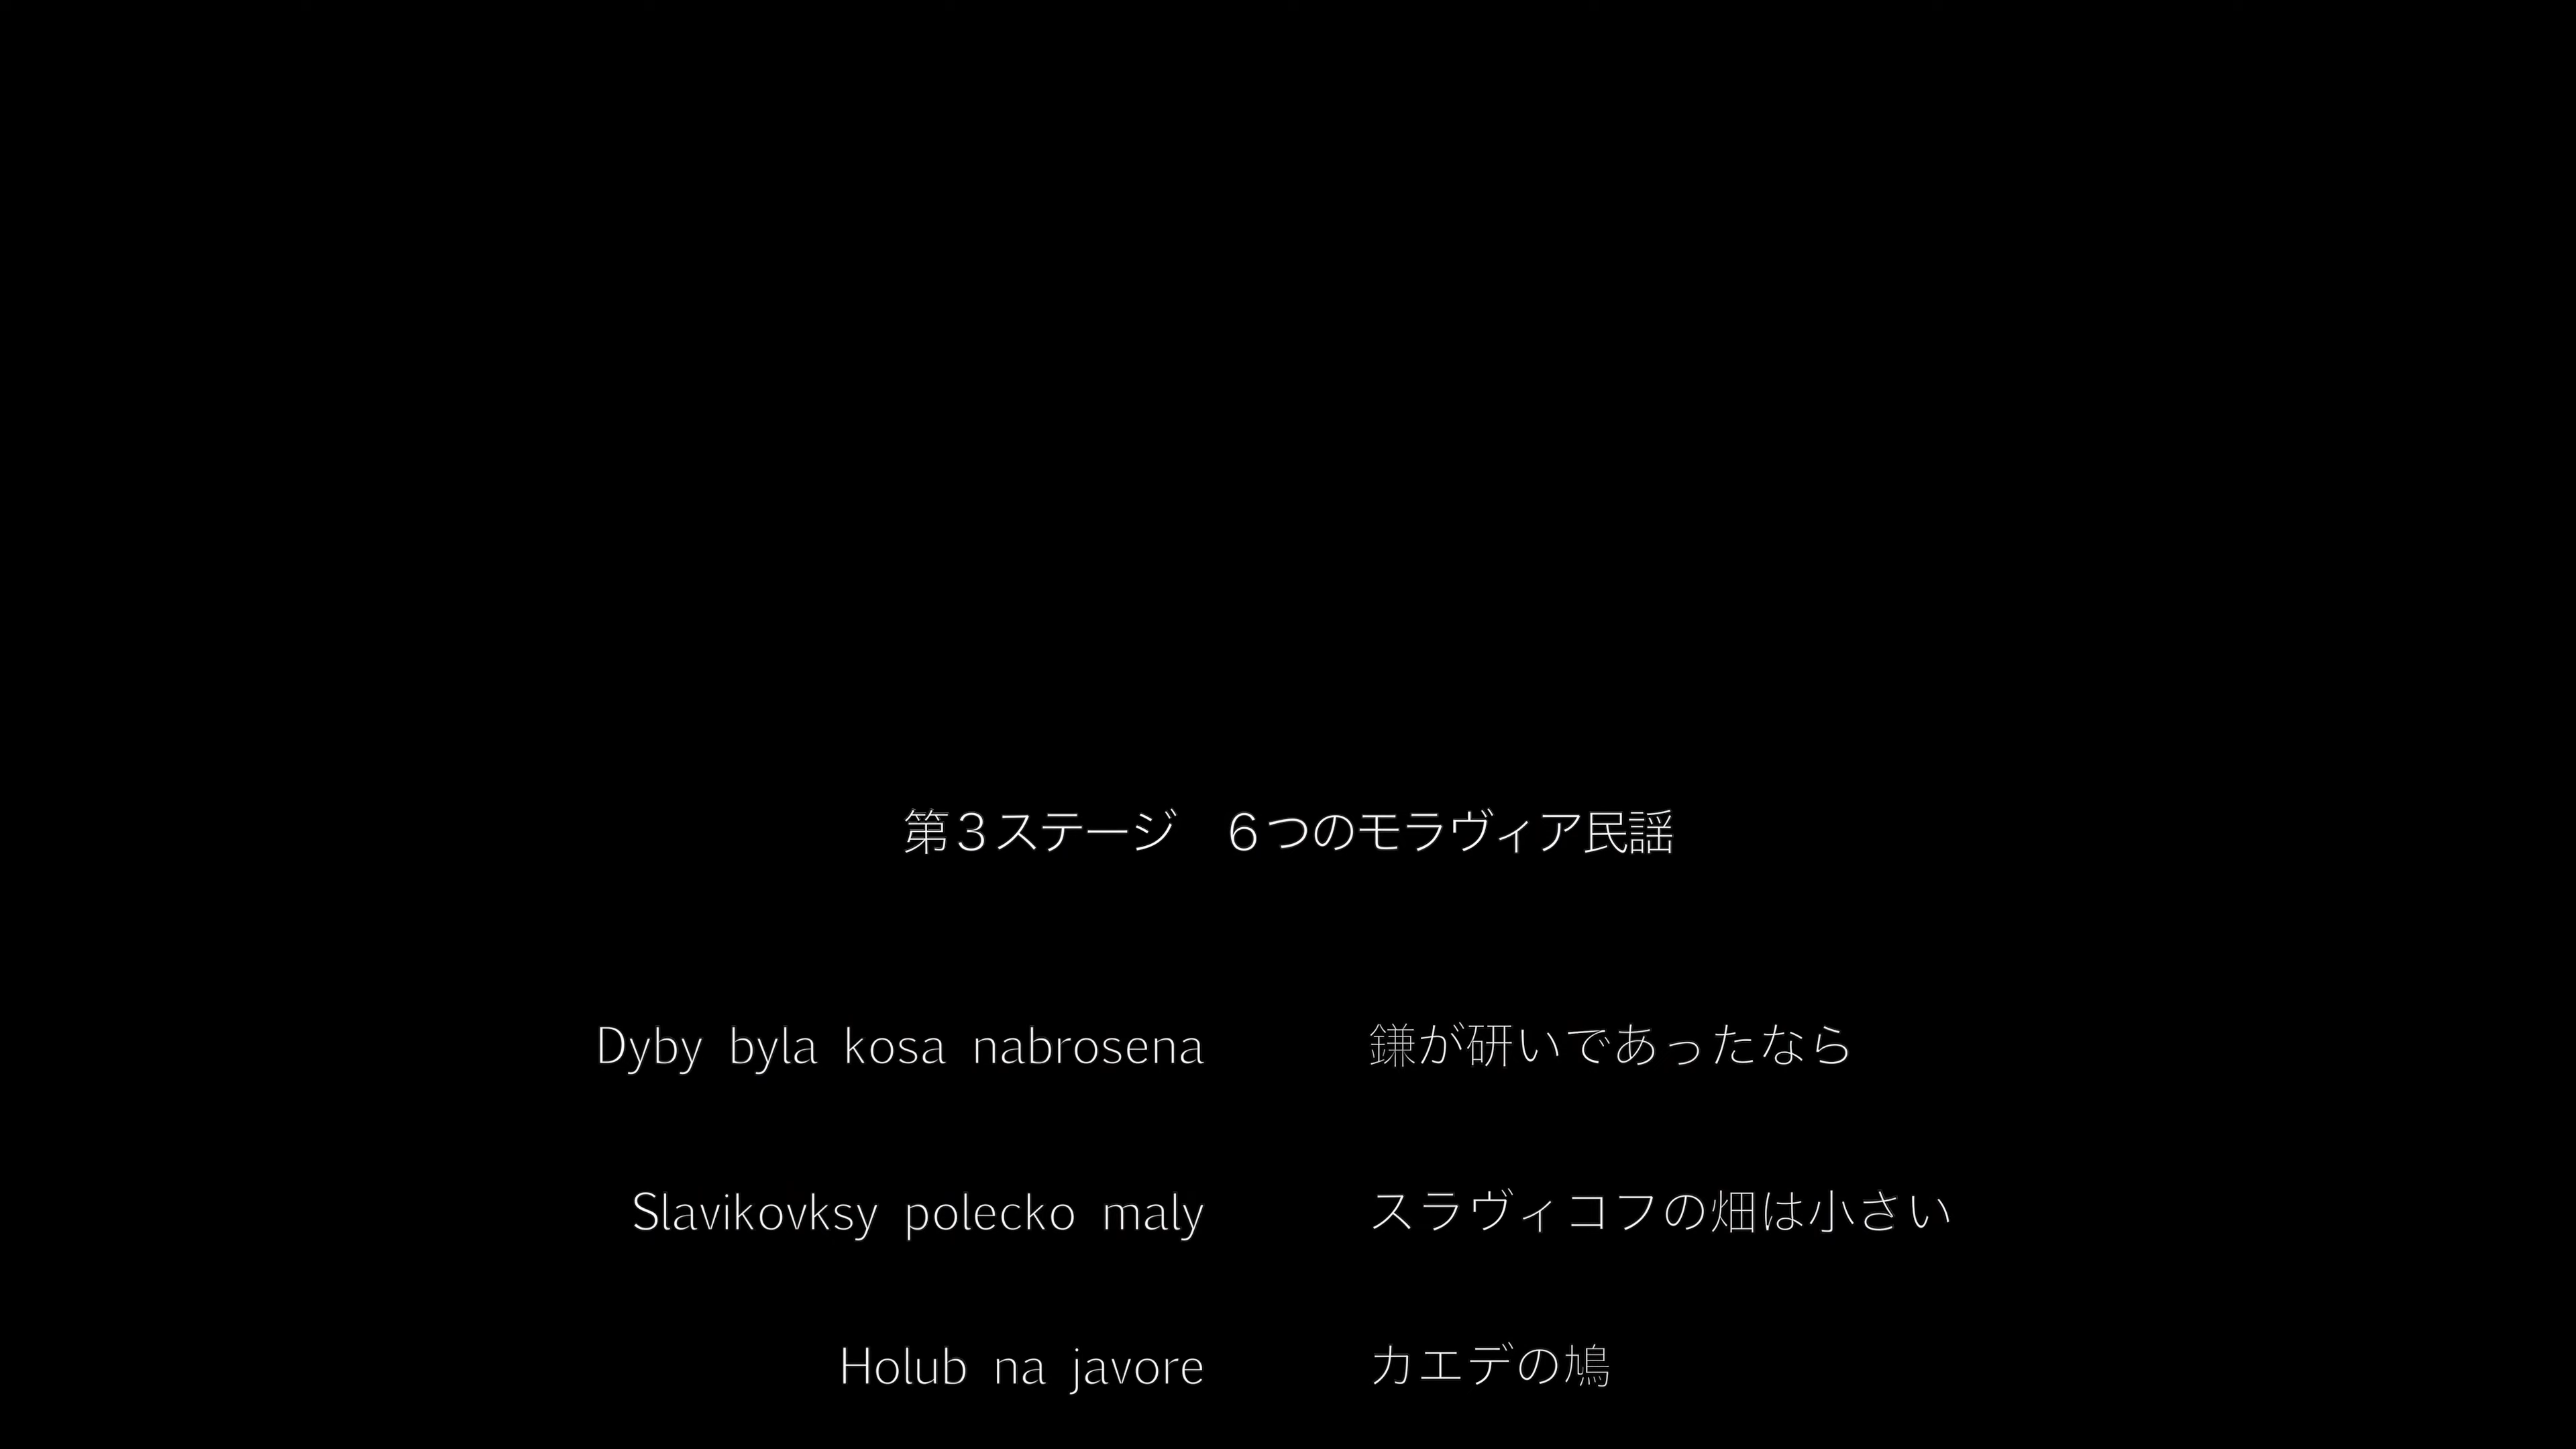 第３ステージ　６つのモラヴィア民謡
Dyby byla kosa nabrosena　鎌が研いであったなら
Slavikovksy polecko maly　スラヴィコフの畑は小さい
Holub na javore　カエデの鳩